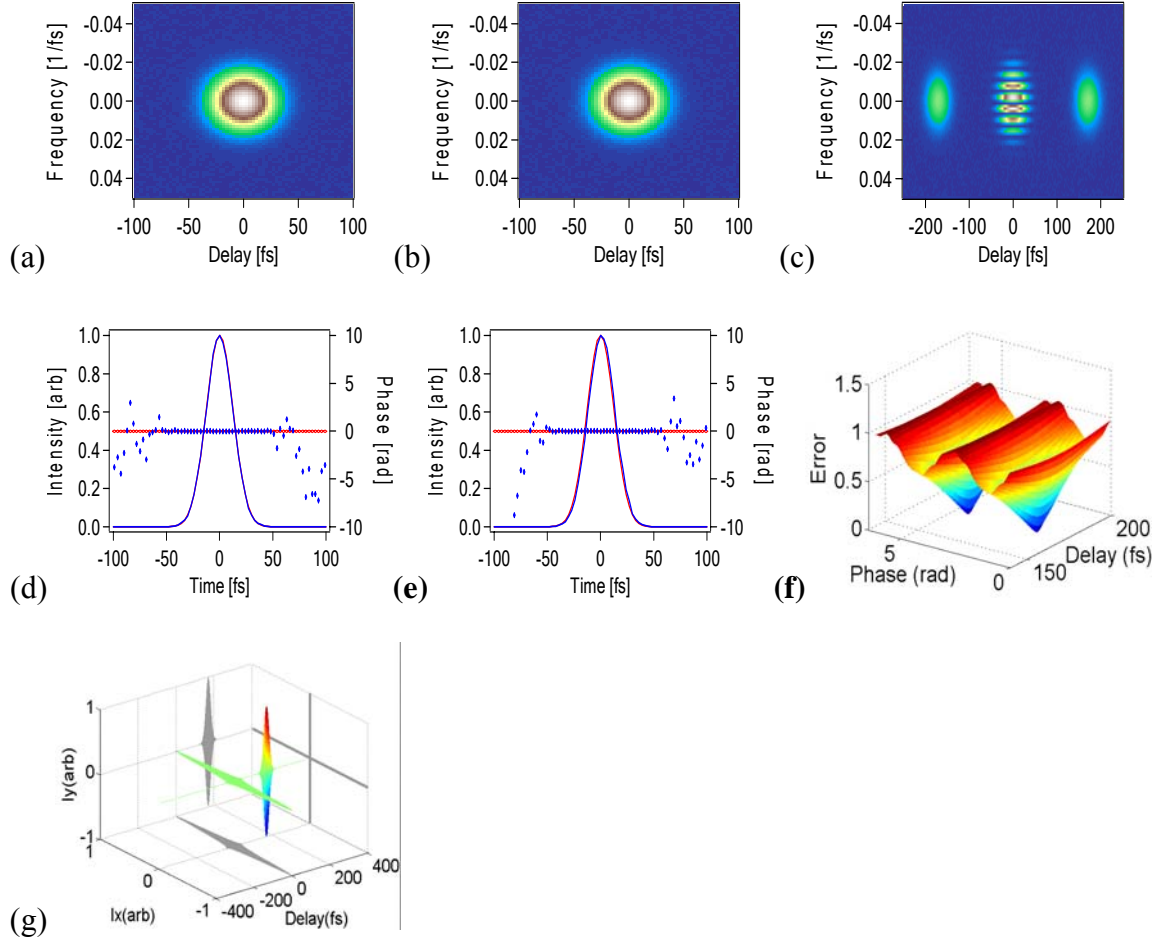 -0.04
-0.02
0.00
0.02
0.04
Frequency [1/fs]
-100 -50 0 50 100
Delay [fs]
(a)
-0.04
-0.02
0.00
0.02
0.04
Frequency [1/fs]
-100 -50 0 50 100
Delay [fs]
(b)
-0.04
-0.02
0.00
0.02
0.04
Frequency [1/fs]
-200 -100 0 100 200
Delay [fs]
(c)
1.0
0.8
0.6
0.4
0.2
0.0
Intensity [arb]
10
5
0
-5
-10
Phase [rad]
-100 -50 0 50 100
Time [fs]
(d)
1.0
0.8
0.6
0.4
0.2
0.0
Intensity [arb]
10
5
0
-5
-10
Phase [rad]
-100 -50 0 50 100
Time [fs]
(e)
1.5
1
0.5
0
Error
5
0
Phase (rad)
150
200
Delay (fs)
(f)
1
0
-1
Iy(arb)
1
0
-1
Ix(arb)
-400
-200
0
200
400
Delay(fs)
(g)